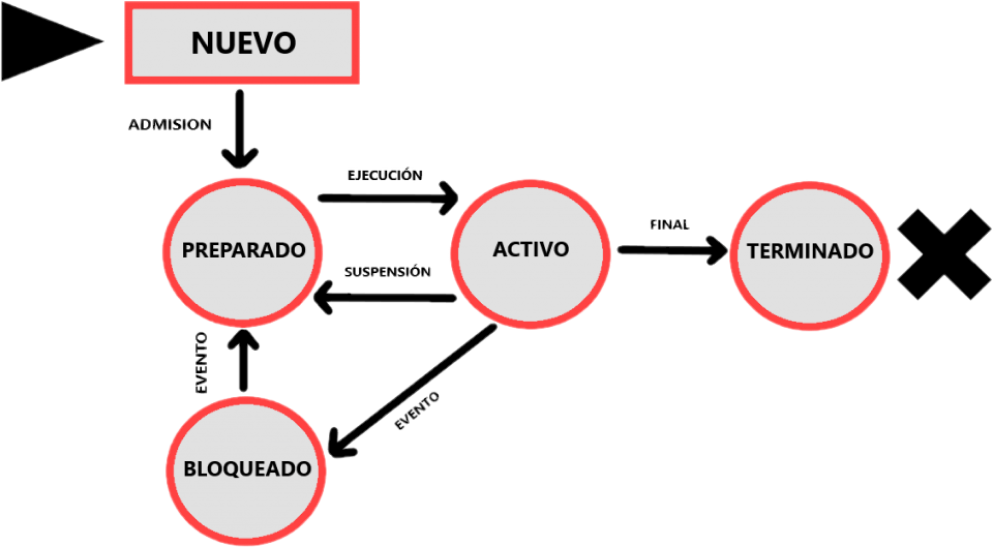 NUEVO
ADMISION
EJECUCIÓN
PREPARADO
ACTIVO
FINAL
TERMINADO
SUSPENSIÓN
EVENTO
EVENTO
BLOQUEADO